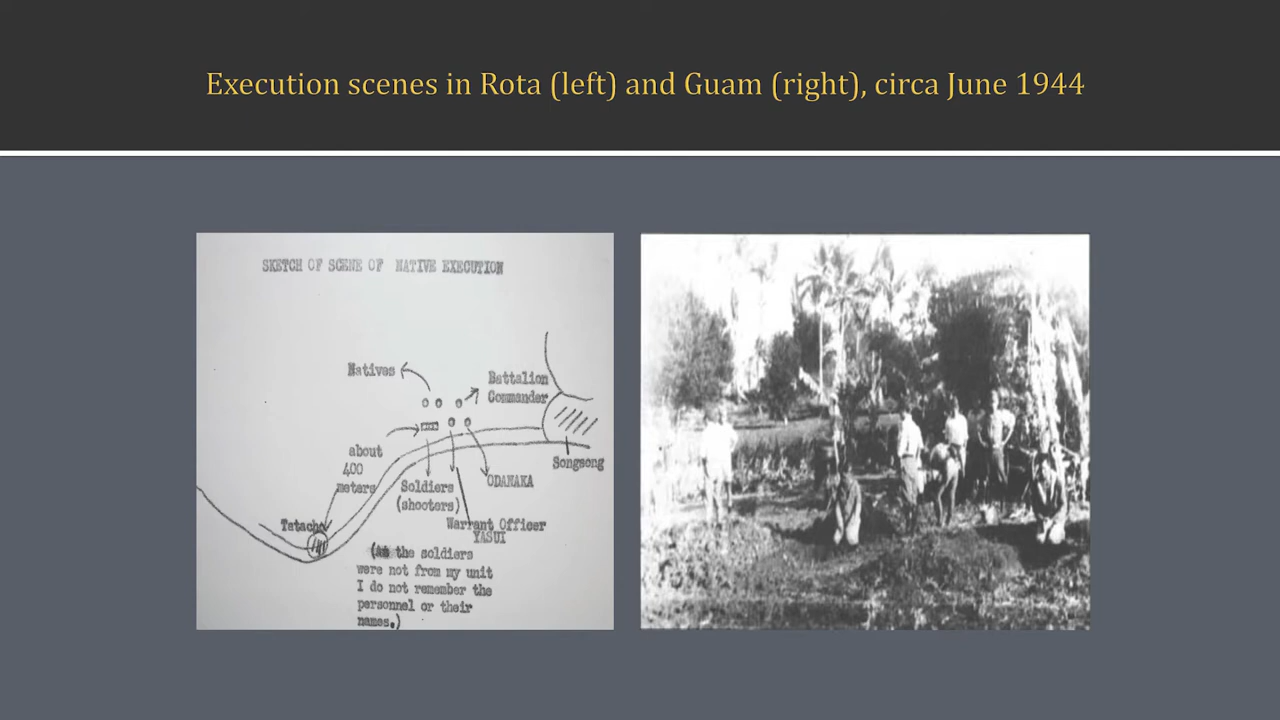 Execution scenes in Rota (left) and Guam (right), circa June 1944
SKETCH OF SCENE OF NATIVE EXECUTION
Natives
Battalion
Commander
about
400
meters
Songsong
Soldiers
(shooters)
ODANAKA
Tatacho
Warrant Officer
YASUI
(As the soldiers
were not from my unit
I do not remember the
personnel or their
names.)